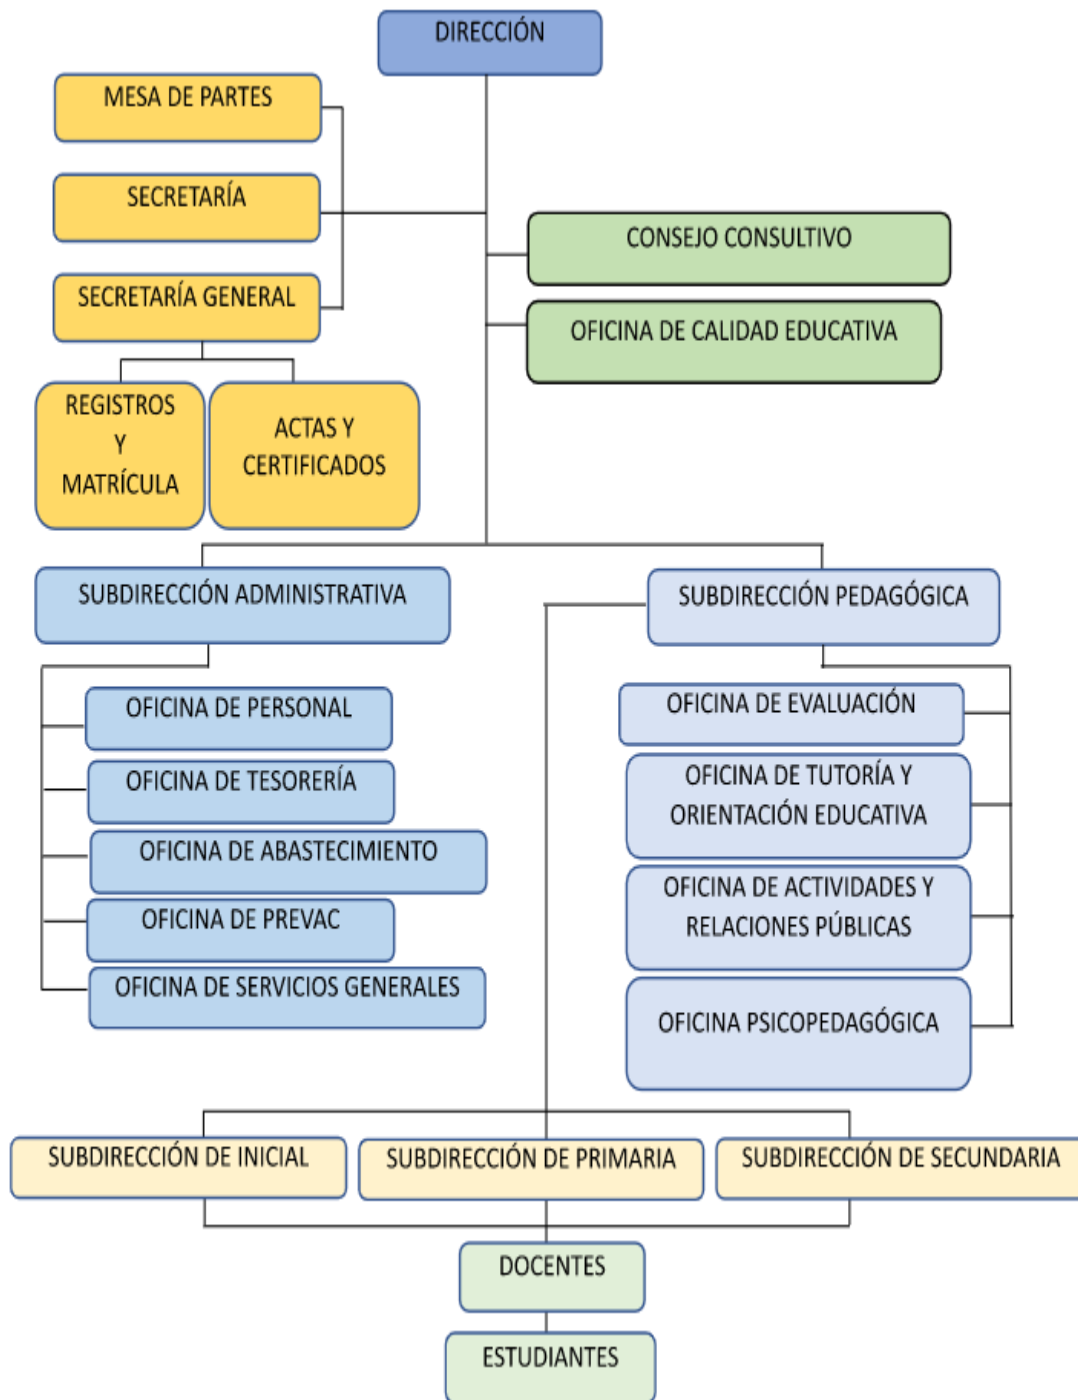 DIRECCIÓN
MESA DE PARTES
SECRETARÍA
SECRETARÍA GENERAL
REGISTROS
Y
MATRÍCULA
ACTAS Y
CERTIFICADOS
CONSEJO CONSULTIVO
OFICINA DE CALIDAD EDUCATIVA
SUBDIRECCIÓN ADMINISTRATIVA
OFICINA DE PERSONAL
OFICINA DE TESORERÍA
OFICINA DE ABASTECIMIENTO
OFICINA DE PREVAC
OFICINA DE SERVICIOS GENERALES
SUBDIRECCIÓN PEDAGÓGICA
OFICINA DE EVALUACIÓN
OFICINA DE TUTORÍA Y
ORIENTACIÓN EDUCATIVA
OFICINA DE ACTIVIDADES Y
RELACIONES PÚBLICAS
OFICINA PSICOPEDAGÓGICA
SUBDIRECCIÓN DE INICIAL
SUBDIRECCIÓN DE PRIMARIA
SUBDIRECCIÓN DE SECUNDARIA
DOCENTES
ESTUDIANTES